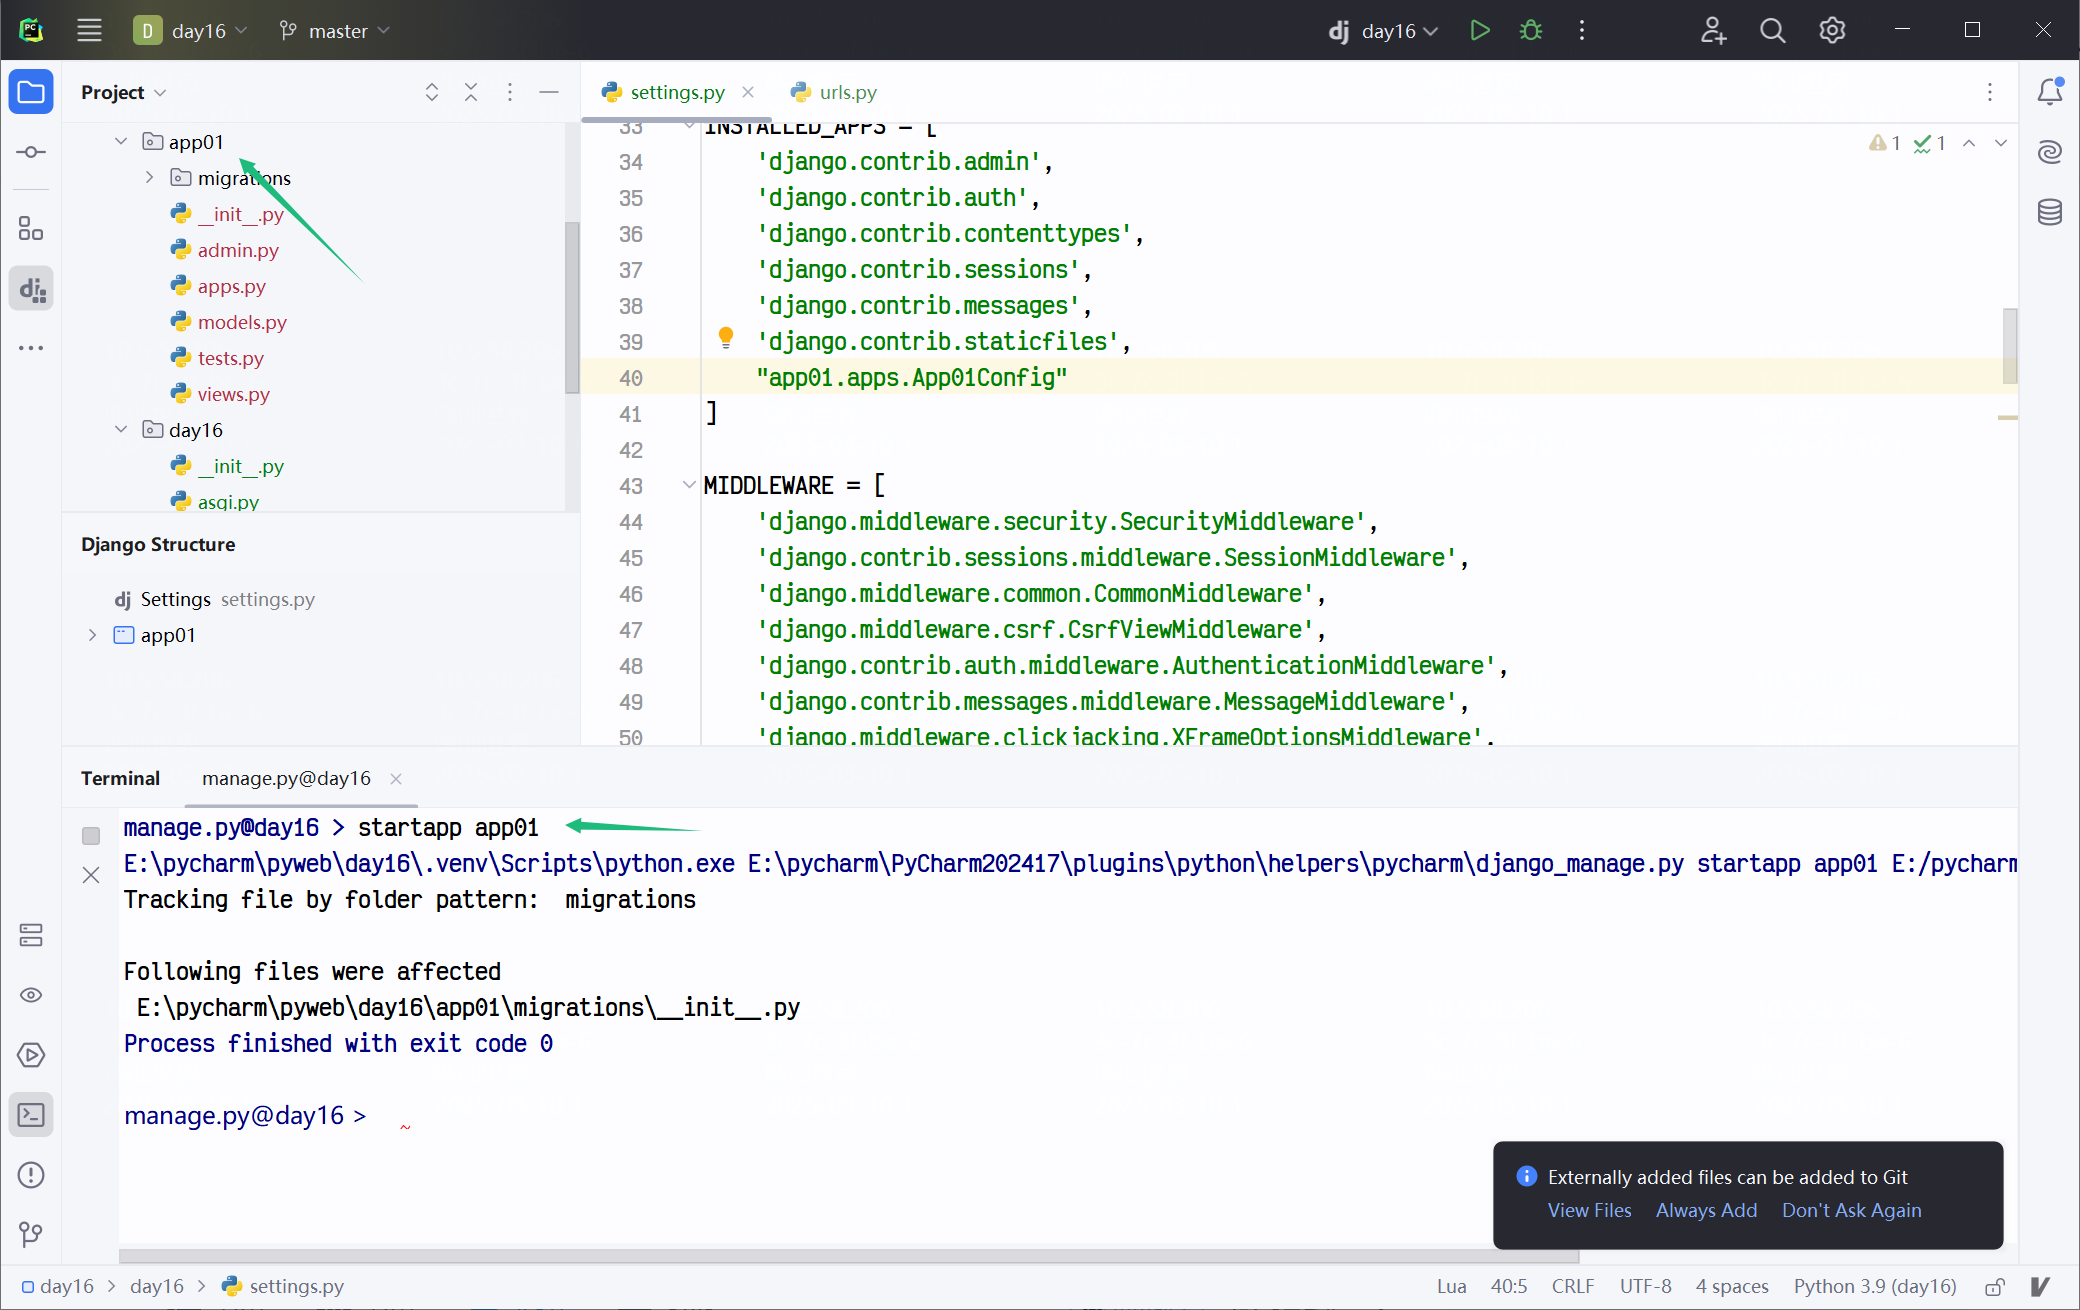 PC
D day16
master
dj day16
Project
app01
migrations
__init__.py
admin.py
apps.py
models.py
tests.py
views.py
day16
__init__.py
asgi.py
Django Structure
dj Settings settings.py
app01
settings.py
urls.py
1 1
33 INSTALLED_APPS = [
34 'django.contrib.admin',
35 'django.contrib.auth',
36 'django.contrib.contenttypes',
37 'django.contrib.sessions',
38 'django.contrib.messages',
39 'django.contrib.staticfiles',
40 "app01.apps.App01Config"
41 ]
42
43 MIDDLEWARE = [
44 'django.middleware.security.SecurityMiddleware',
45 'django.contrib.sessions.middleware.SessionMiddleware',
46 'django.middleware.common.CommonMiddleware',
47 'django.middleware.csrf.CsrfViewMiddleware',
48 'django.contrib.auth.middleware.AuthenticationMiddleware',
49 'django.contrib.messages.middleware.MessageMiddleware',
50 'django.middleware.clickjacking.XFrameOptionsMiddleware',
Terminal
manage.py@day16
manage.py@day16 > startapp app01
E:\pycharm\pyweb\day16\.venv\Scripts\python.exe E:\pycharm\PyCharm202417\plugins\python\helpers\pycharm\django_manage.py startapp app01 E:/pycharm
Tracking file by folder pattern:  migrations
Following files were affected
E:\pycharm\pyweb\day16\app01\migrations\__init__.py
Process finished with exit code 0
manage.py@day16 >
Externally added files can be added to Git
View Files Always Add Don't Ask Again
day16 > day16 > settings.py
Lua 40:5 CRLF UTF-8 4 spaces Python 3.9 (day16)